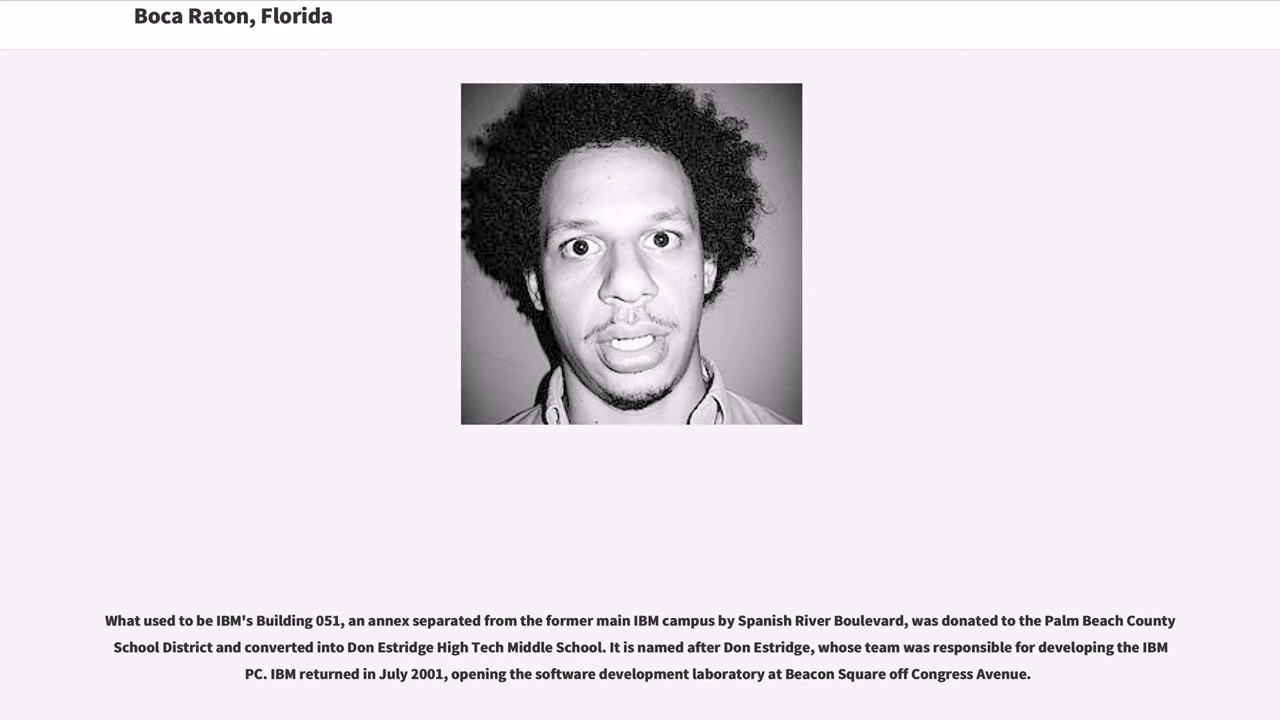 Boca Raton, Florida
What used to be IBM's Building 051, an annex separated from the former main IBM campus by Spanish River Boulevard, was donated to the Palm Beach County
School District and converted into Don Estridge High Tech Middle School. It is named after Don Estridge, whose team was responsible for developing the IBM
PC. IBM returned in July 2001, opening the software development laboratory at Beacon Square off Congress Avenue.